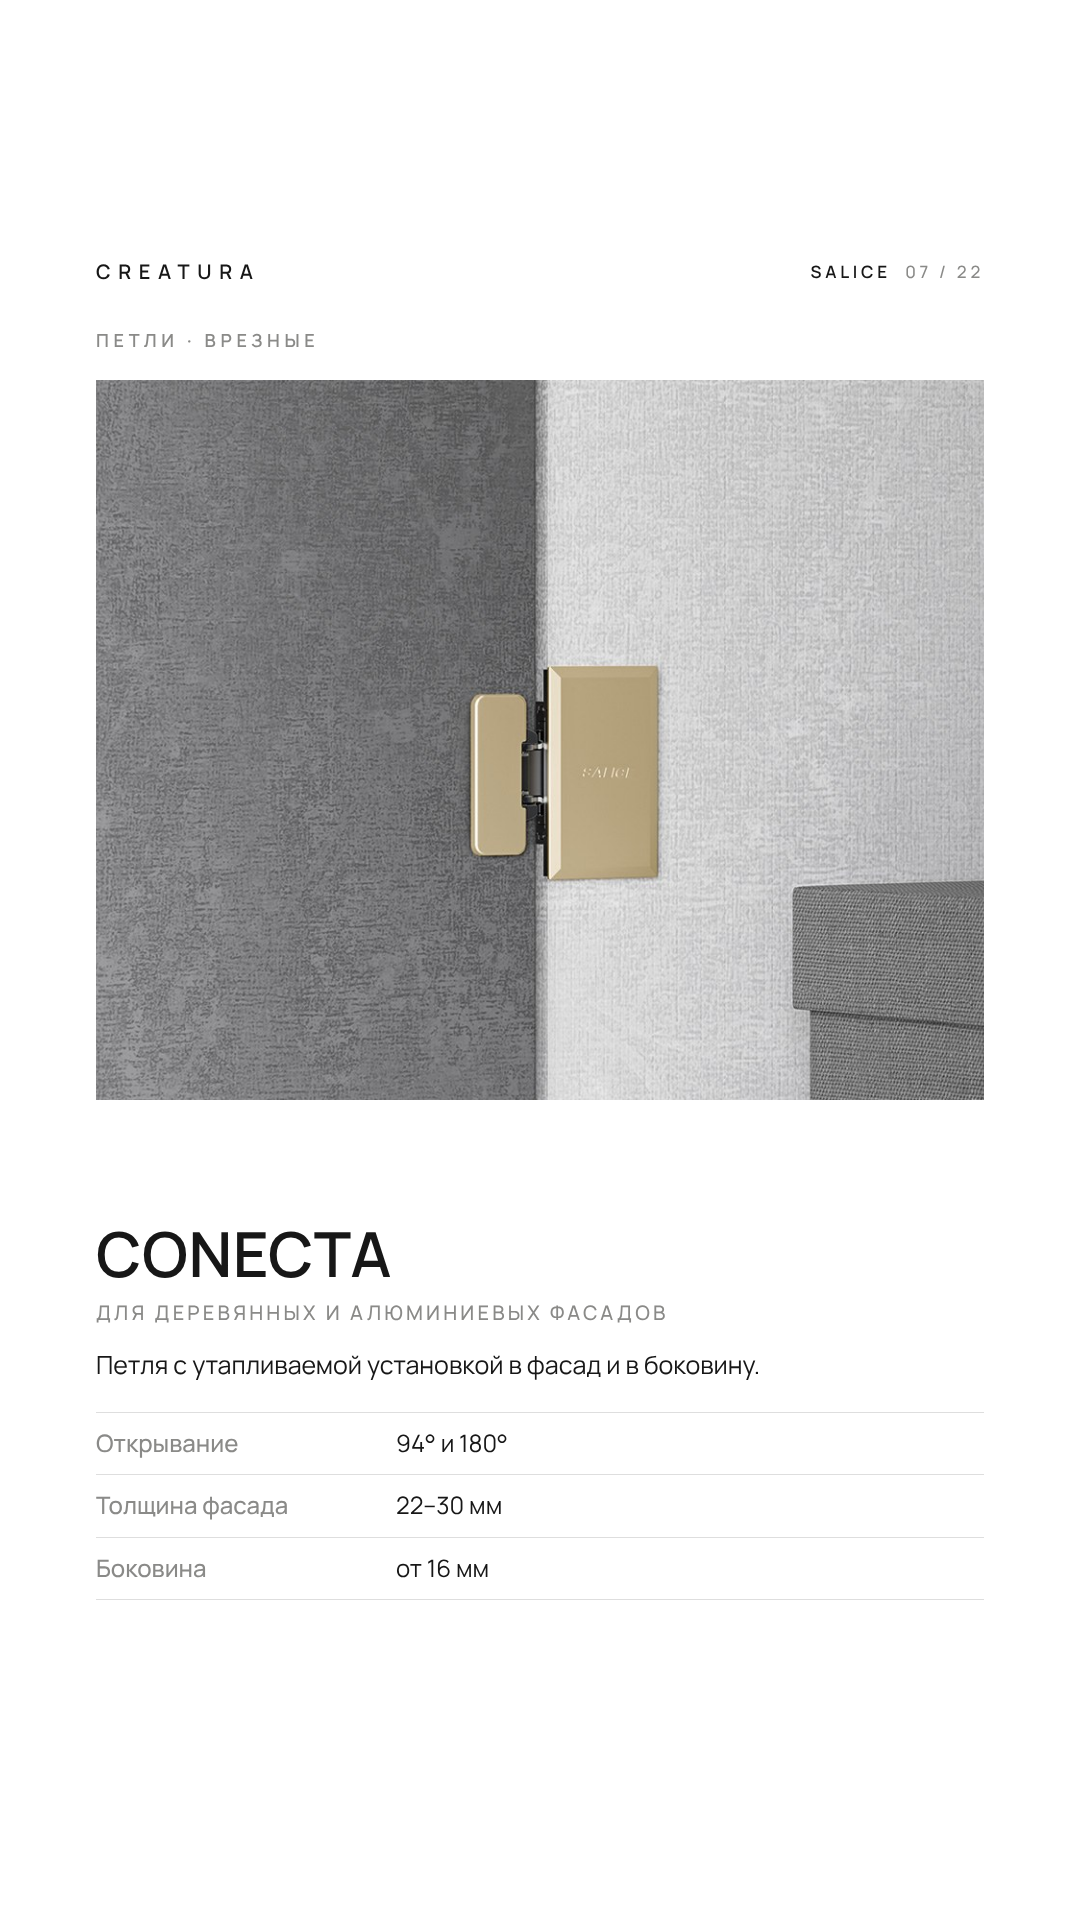 CREATURA
SALICE 07 / 22
ПЕТЛИ · ВРЕЗНЫЕ
SALICE
CONECTA
ДЛЯ ДЕРЕВЯННЫХ И АЛЮМИНИЕВЫХ ФАСАДОВ
Петля с утапливаемой установкой в фасад и в боковину.
Открывание 94° и 180°
Толщина фасада 22–30 мм
Боковина от 16 мм